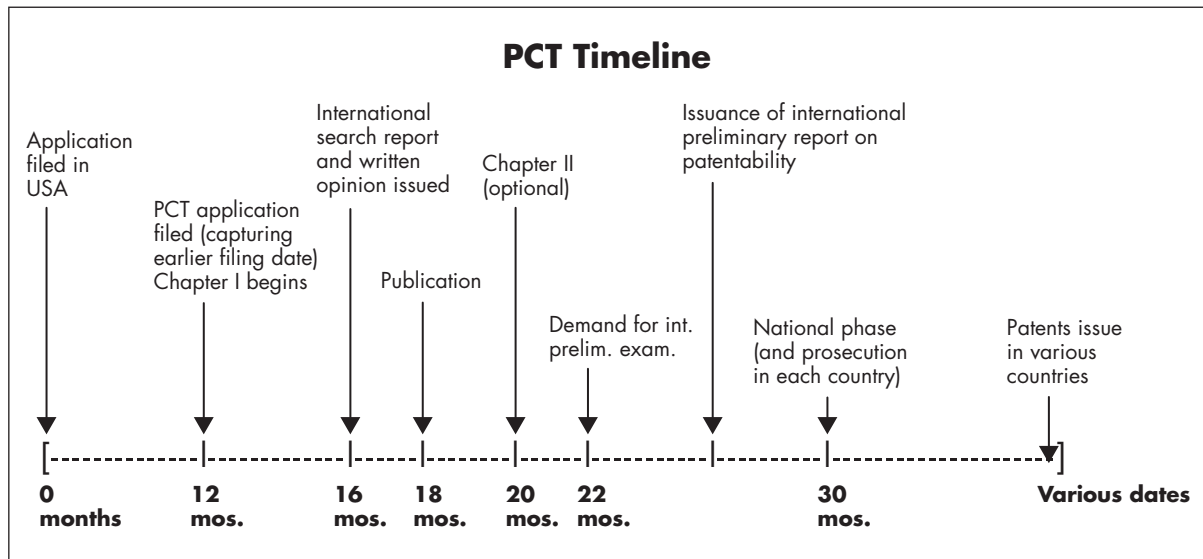 PCT Timeline
Application
filed in
USA
PCT application
filed (capturing
earlier filing date)
Chapter I begins
International
search report
and written
opinion issued
Publication
Chapter II
(optional)
Demand for int.
prelim. exam.
Issuance of international
preliminary report on
patentability
National phase
(and prosecution
in each country)
Patents issue
in various
countries
0
months
12
mos.
16
mos.
18
mos.
20
mos.
22
mos.
30
mos.
Various dates